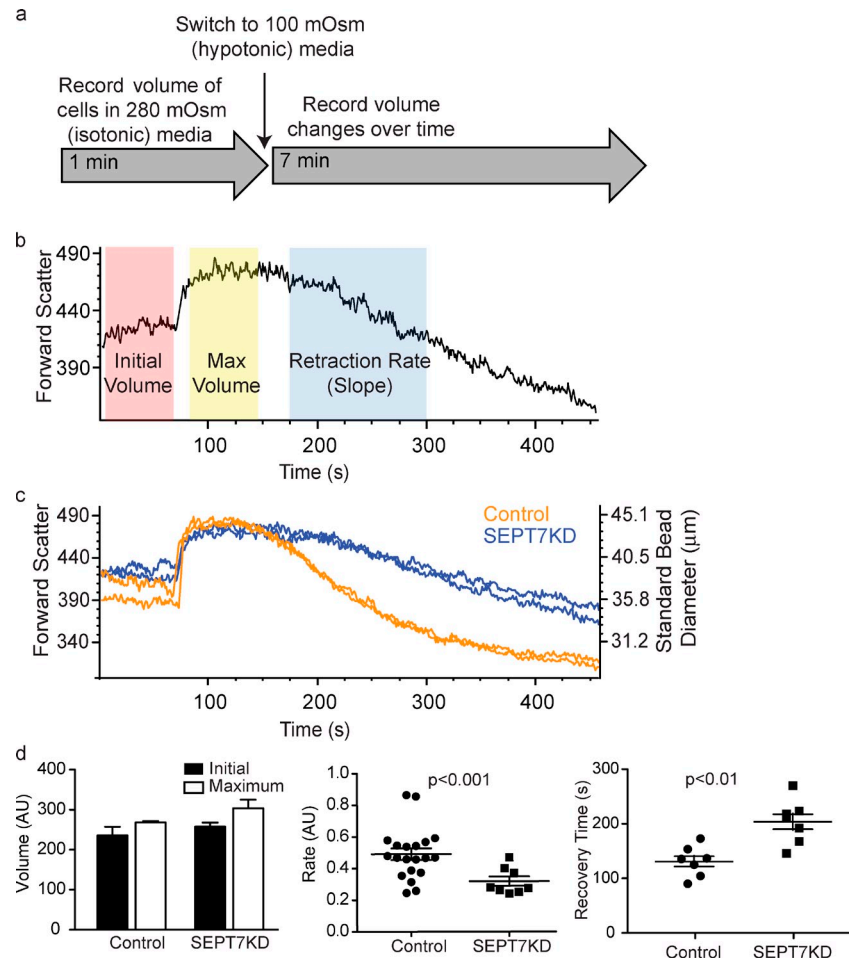 a
Switch to 100 mOsm
(hypotonic) media
Record volume of
cells in 280 mOsm
(isotonic) media
Record volume
changes over time
1 min
7 min
b
490
440
390
Forward Scatter
Initial
Volume
Max
Volume
Retraction Rate
(Slope)
100
200
300
400
Time (s)
c
490
440
390
340
Forward Scatter
Control
SEPT7KD
45.1
40.5
35.8
31.2
Standard Bead
Diameter (μm)
100
200
300
400
Time (s)
d
400
300
200
100
0
Volume (AU)
Initial
Maximum
Control
SEPT7KD
1.0
0.8
0.6
0.4
0.2
0
Rate (AU)
p<0.001
Control
SEPT7KD
300
200
100
0
Recovery Time (s)
p<0.01
Control
SEPT7KD